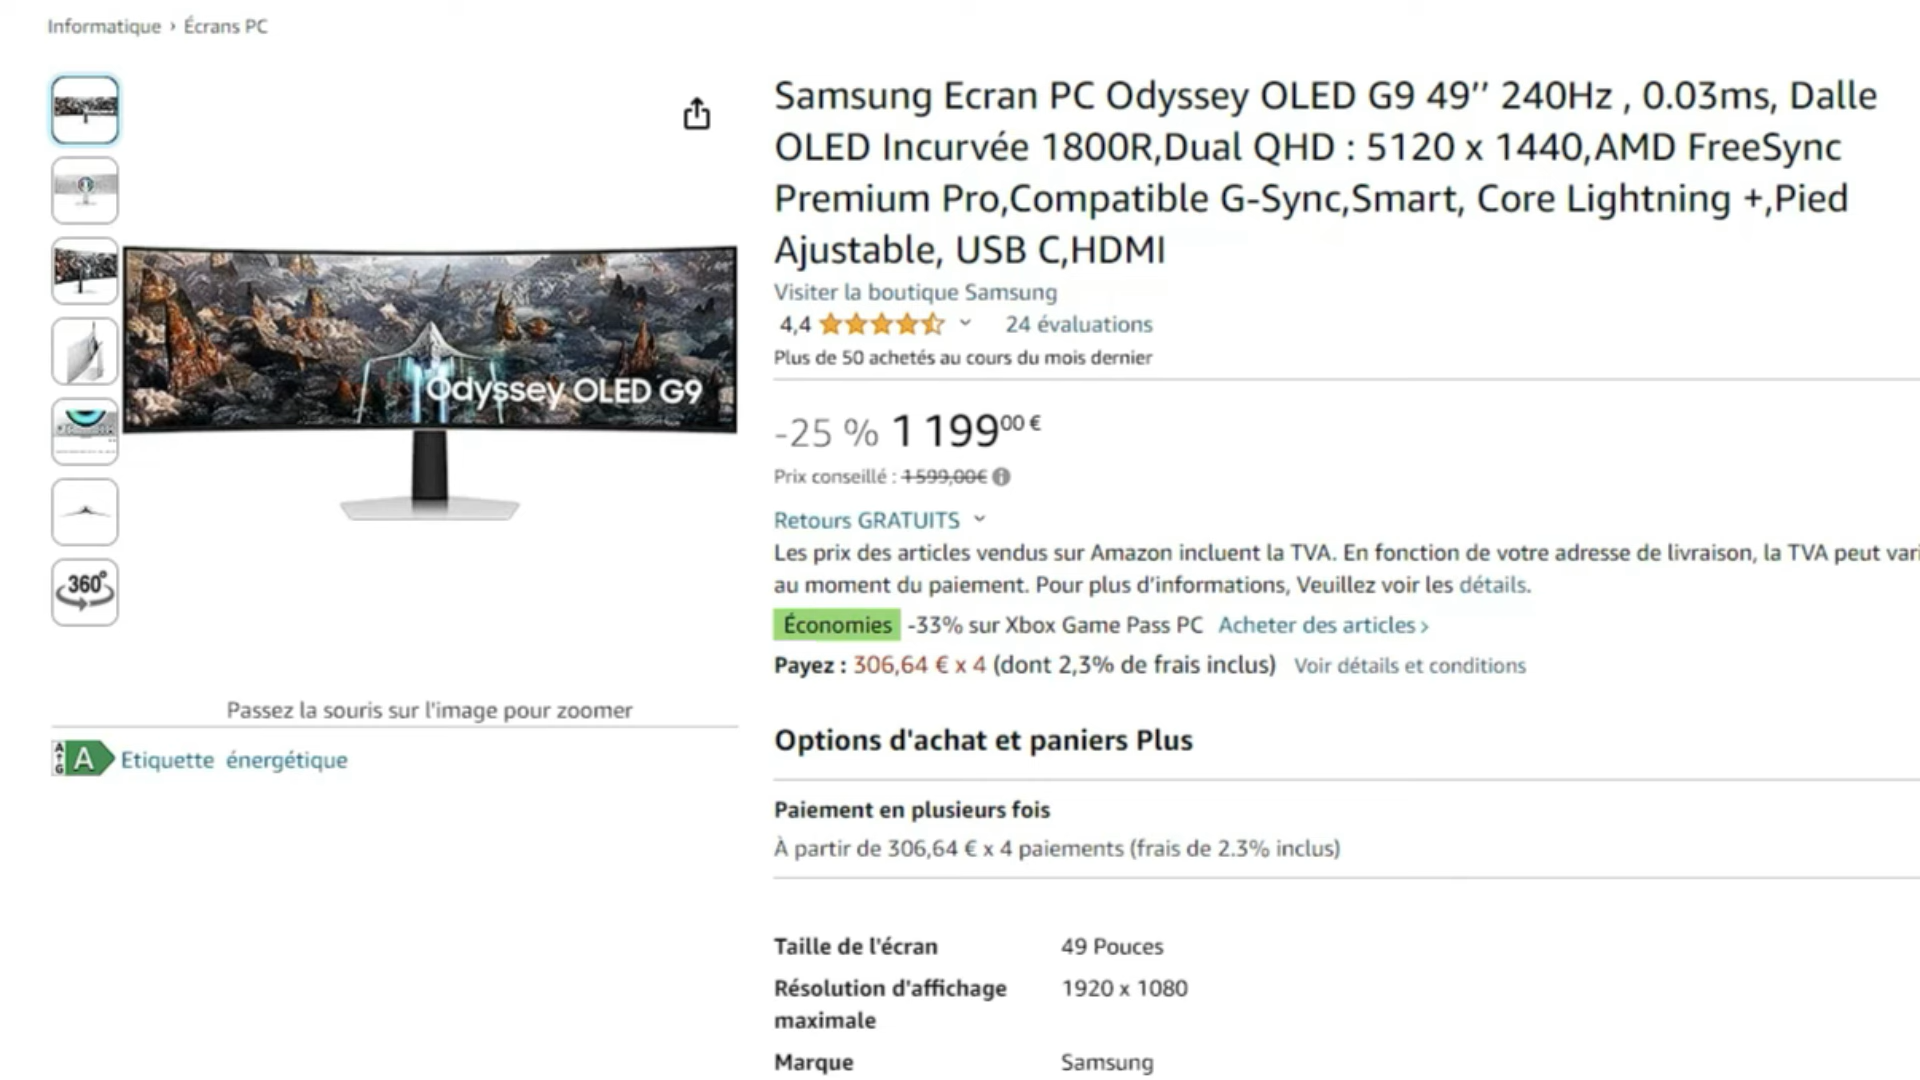 Informatique › Écrans PC
Samsung Ecran PC Odyssey OLED G9 49’’ 240Hz , 0.03ms, Dalle
OLED Incurvée 1800R,Dual QHD : 5120 x 1440,AMD FreeSync
Premium Pro,Compatible G-Sync,Smart, Core Lightning +,Pied
Ajustable, USB C,HDMI
Visiter la boutique Samsung
4,4 24 évaluations
Plus de 50 achetés au cours du mois dernier
Odyssey OLED G9
-25 % 1 19900 €
Prix conseillé : 1 599,00€
Retours GRATUITS
Les prix des articles vendus sur Amazon incluent la TVA. En fonction de votre adresse de livraison, la TVA peut vari
au moment du paiement. Pour plus d'informations, Veuillez voir les détails.
360°
Économies -33% sur Xbox Game Pass PC Acheter des articles ›
Payez : 306,64 € x 4 (dont 2,3% de frais inclus) Voir détails et conditions
Passez la souris sur l'image pour zoomer
A G A Etiquette énergétique
Options d'achat et paniers Plus
Paiement en plusieurs fois
À partir de 306,64 € x 4 paiements (frais de 2.3% inclus)
Taille de l'écran 49 Pouces
Résolution d'affichage 1920 x 1080
maximale
Marque Samsung